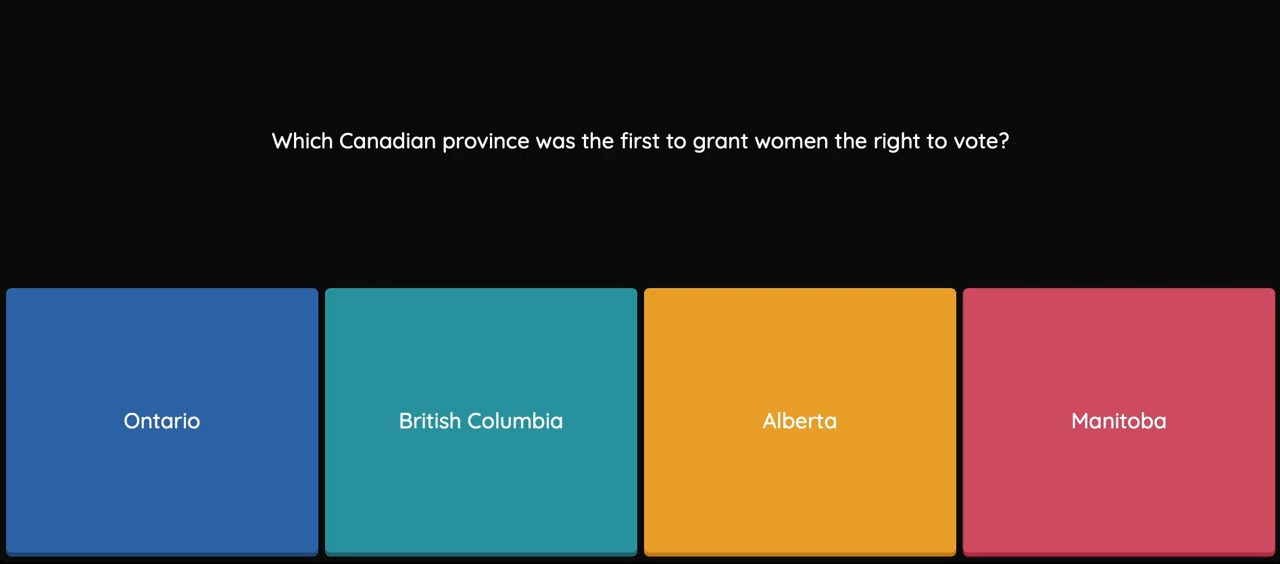 Which Canadian province was the first to grant women the right to vote?
Ontario
British Columbia
Alberta
Manitoba